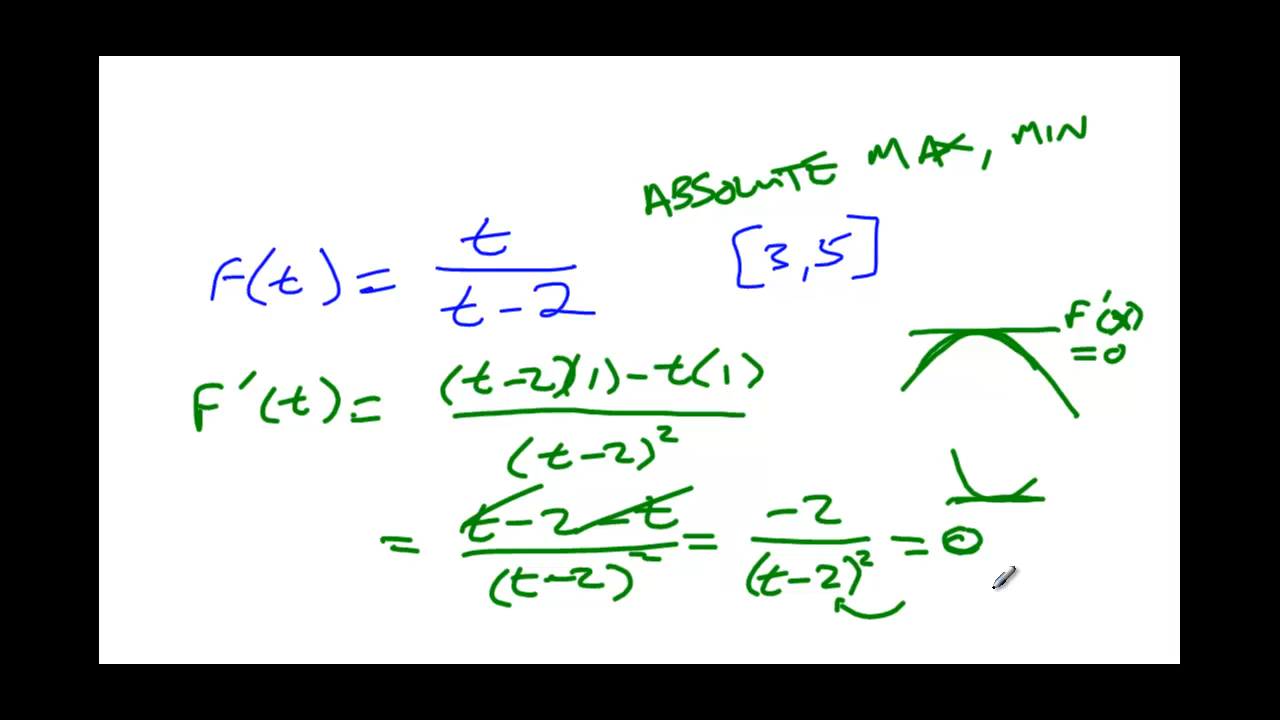 ABSOLUTE MAX, MIN
F(t) = t / (t - 2) [3,5]
F'(x) = 0
F'(t) = (t-2)(1) - t(1) / (t-2)²
= t - 2 - t / (t-2)² = -2 / (t-2)² = 0